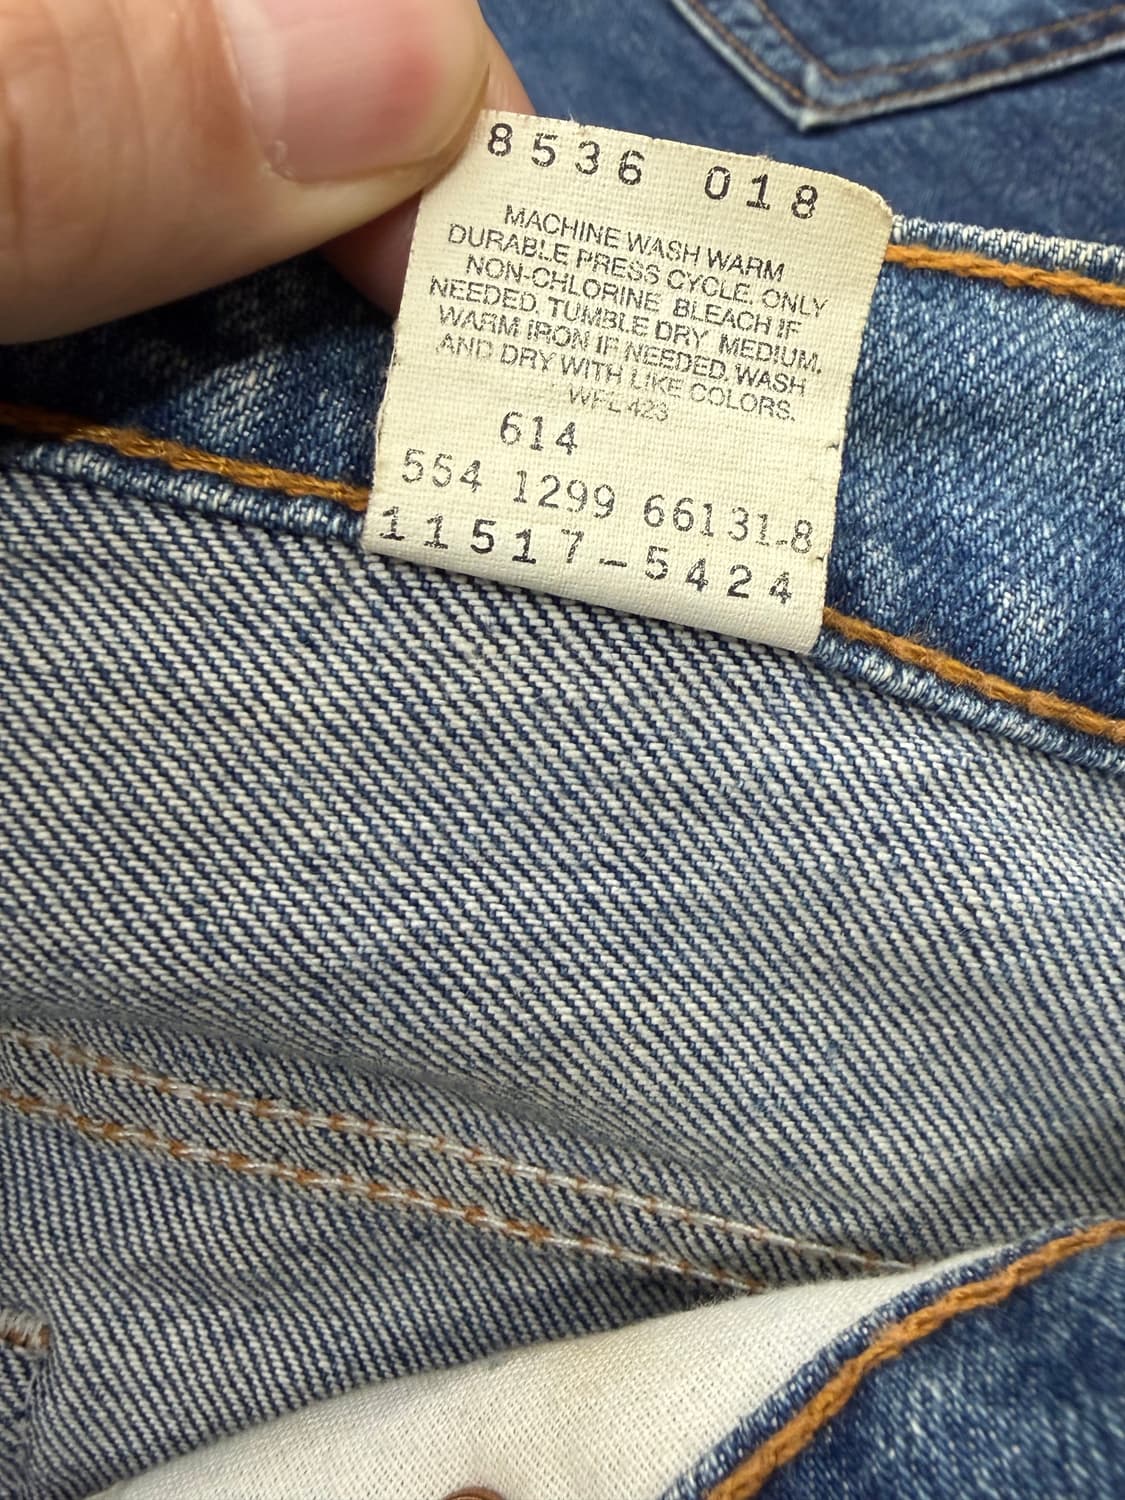 8536 018
MACHINE WASH WARM
DURABLE PRESS CYCLE. ONLY
NON-CHLORINE BLEACH IF
NEEDED. TUMBLE DRY MEDIUM.
WARM IRON IF NEEDED. WASH
AND DRY WITH LIKE COLORS.
WPL 423
614
554 1299 66131-8
11517-5424